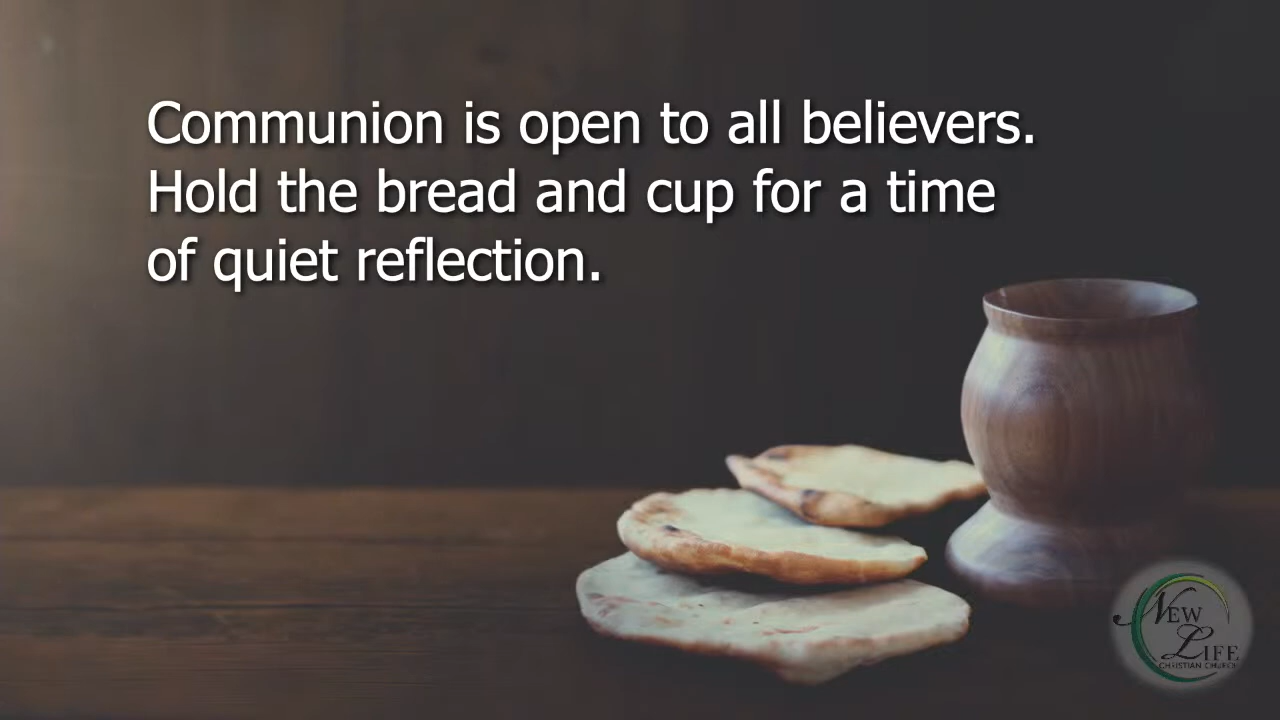 Communion is open to all believers.
Hold the bread and cup for a time
of quiet reflection.
New
Life
CHRISTIAN CHURCH